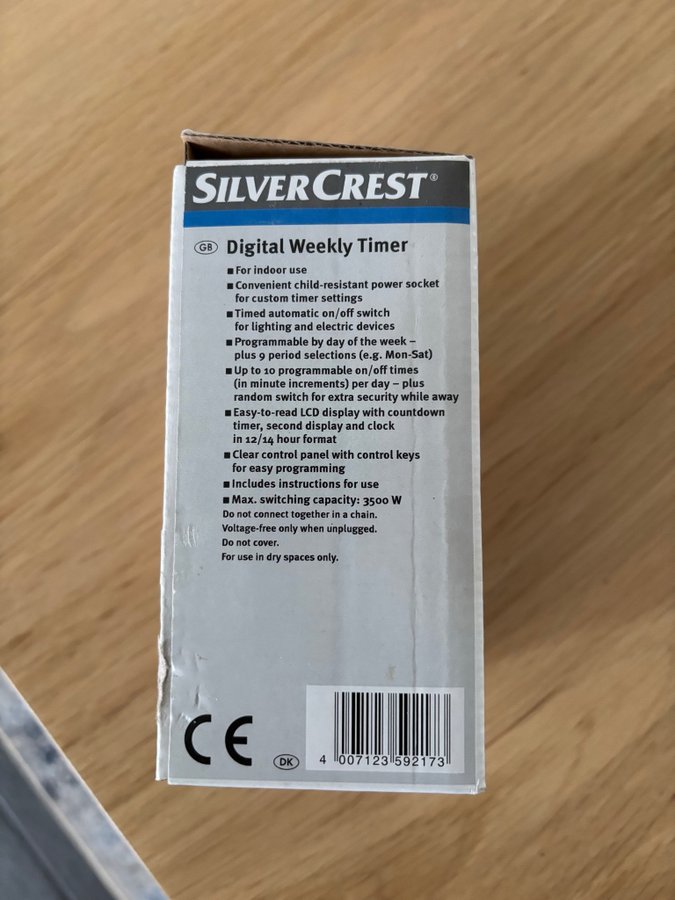 SILVERCREST®
GB Digital Weekly Timer
■ For indoor use
■ Convenient child-resistant power socket
for custom timer settings
■ Timed automatic on/off switch
for lighting and electric devices
■ Programmable by day of the week –
plus 9 period selections (e.g. Mon-Sat)
■ Up to 10 programmable on/off times
(in minute increments) per day – plus
random switch for extra security while away
■ Easy-to-read LCD display with countdown
timer, second display and clock
in 12/14 hour format
■ Clear control panel with control keys
for easy programming
■ Includes instructions for use
■ Max. switching capacity: 3500 W
Do not connect together in a chain.
Voltage-free only when unplugged.
Do not cover.
For use in dry spaces only.
CE
DK
4 007123 592173